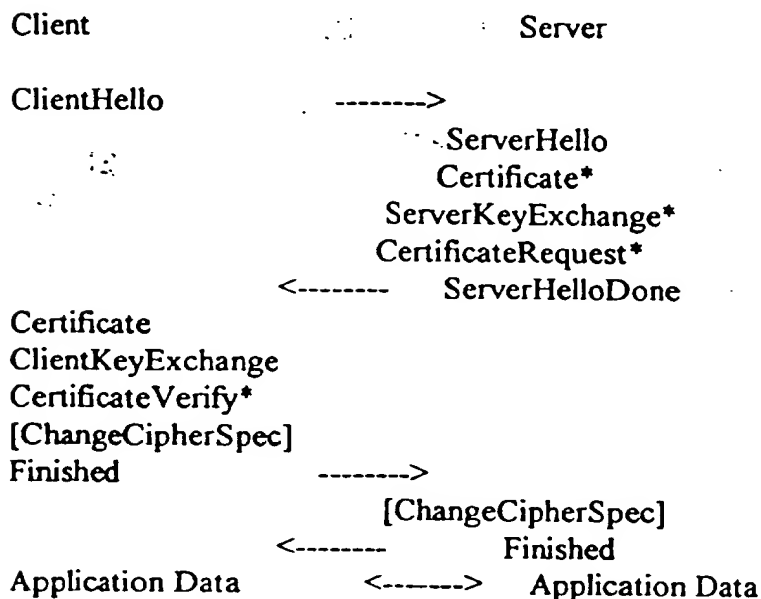 Client Server
ClientHello -------->
ServerHello
Certificate*
ServerKeyExchange*
CertificateRequest*
<-------- ServerHelloDone
Certificate
ClientKeyExchange
CertificateVerify*
[ChangeCipherSpec]
Finished -------->
[ChangeCipherSpec]
<-------- Finished
Application Data <-------> Application Data